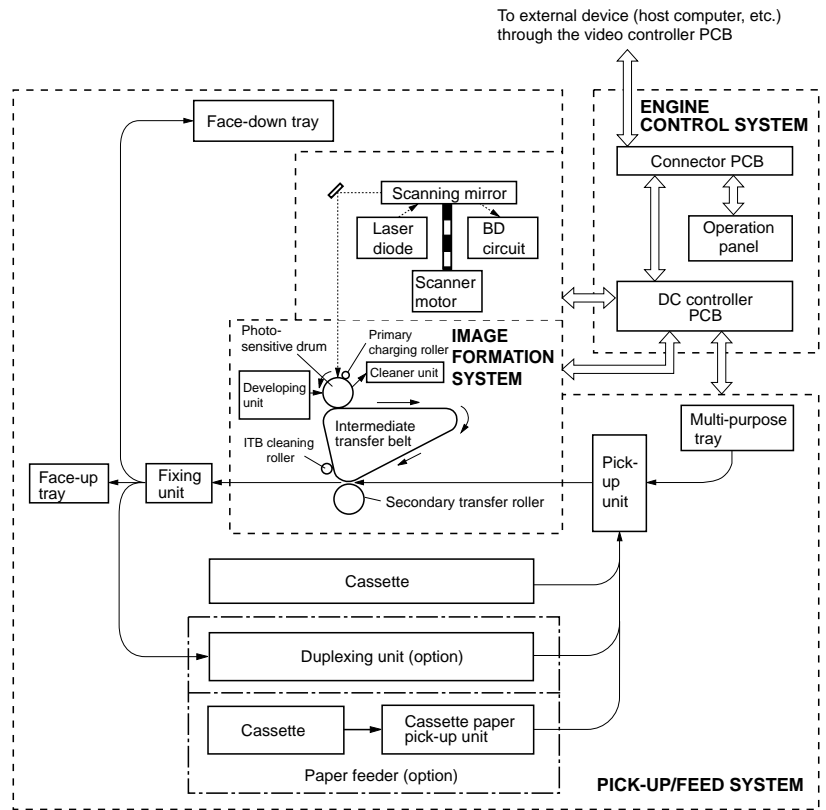 To external device (host computer, etc.)
through the video controller PCB
ENGINE
CONTROL SYSTEM
Face-down tray
Connector PCB
Scanning mirror
Laser
diode
BD
circuit
Operation
panel
Scanner
motor
DC controller
PCB
Photo-
sensitive drum
Primary
charging roller
IMAGE
FORMATION
SYSTEM
Cleaner unit
Developing
unit
Intermediate
transfer belt
Multi-purpose
tray
ITB cleaning
roller
Face-up
tray
Fixing
unit
Pick-
up
unit
Secondary transfer roller
Cassette
Duplexing unit (option)
Cassette
Cassette paper
pick-up unit
Paper feeder (option)
PICK-UP/FEED SYSTEM